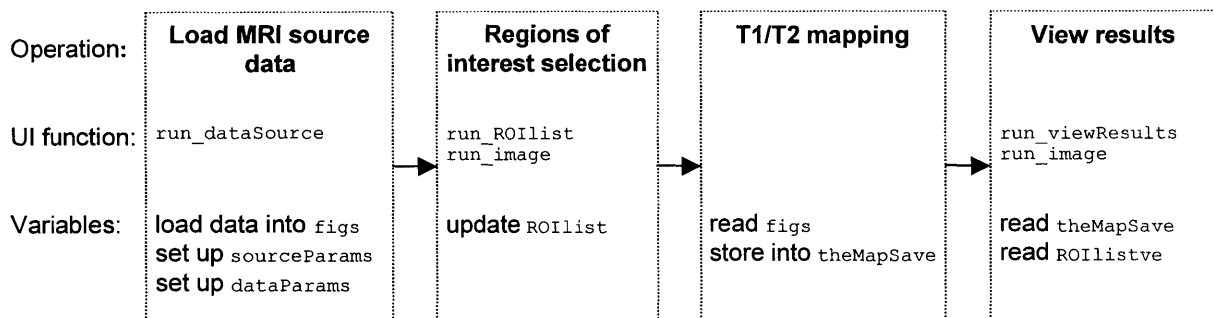 Operation:
Load MRI source
data
Regions of
interest selection
T1/T2 mapping
View results
UI function:
run_dataSource
run_ROIlist
run_image
run_viewResults
run_image
Variables:
load data into figs
set up sourceParams
set up dataParams
update ROIlist
read figs
store into theMapSave
read theMapSave
read ROIlistve